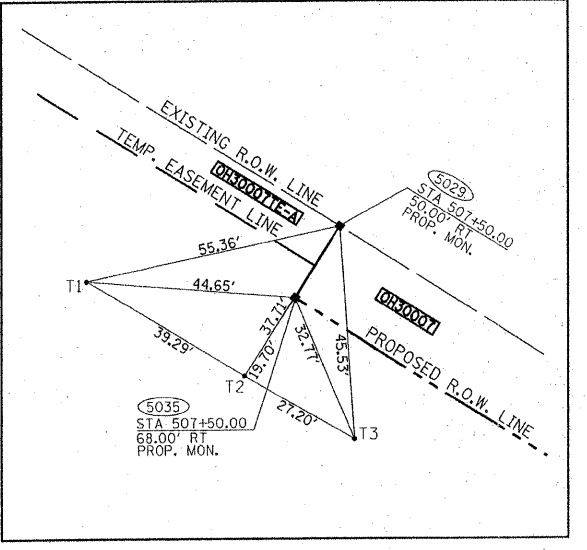 EXISTING R.O.W. LINE
TEMP. EASEMENT LINE
OH30007TE-A
5029
STA 507+50.00
50.00' RT
PROP. MON.
55.36'
T1
44.65'
OH30007
PROPOSED R.O.W. LINE
39.29'
37.71'
19.70'
32.77'
45.53'
T2
27.20'
T3
5035
STA 507+50.00
68.00' RT
PROP. MON.